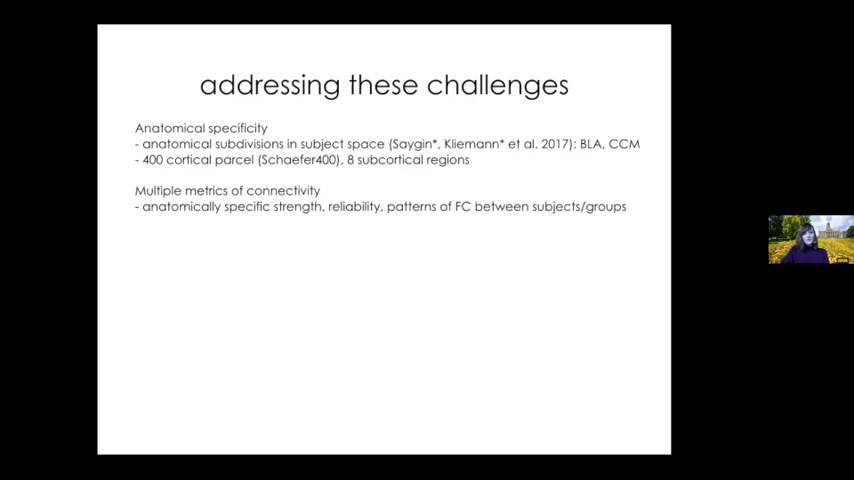 addressing these challenges
Anatomical specificity
- anatomical subdivisions in subject space (Saygin*, Kliemann* et al. 2017): BLA, CCM
- 400 cortical parcel (Schaefer400), 8 subcortical regions
Multiple metrics of connectivity
- anatomically specific strength, reliability, patterns of FC between subjects/groups